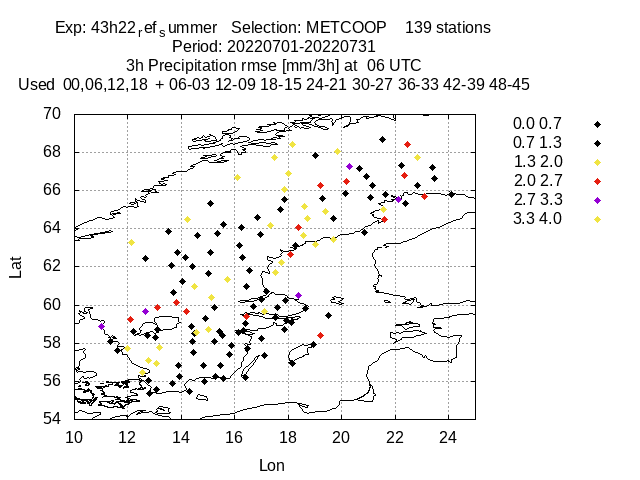 Exp: 43h22refsummer   Selection: METCOOP    139 stations
Period: 20220701-20220731
3h Precipitation rmse [mm/3h] at  06 UTC
Used  00,06,12,18  + 06-03 12-09 18-15 24-21 30-27 36-33 42-39 48-45
70
68
66
64
62
60
58
56
54
Lat
10 12 14 16 18 20 22 24
Lon
0.0 0.7
0.7 1.3
1.3 2.0
2.0 2.7
2.7 3.3
3.3 4.0